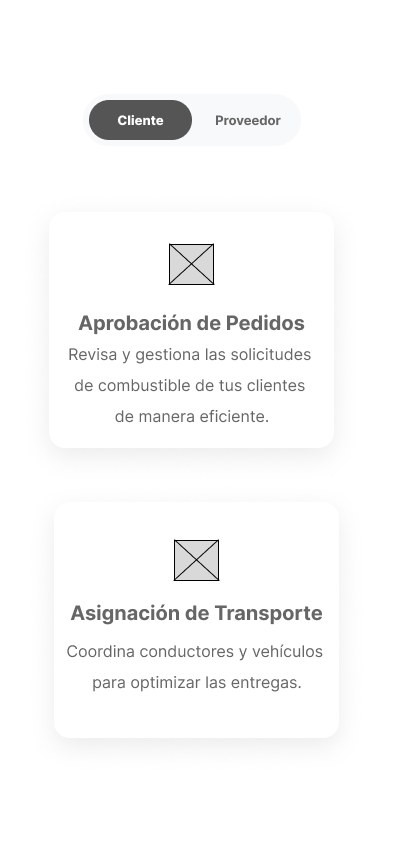 Cliente
Proveedor
Aprobación de Pedidos
Revisa y gestiona las solicitudes
de combustible de tus clientes
de manera eficiente.
Asignación de Transporte
Coordina conductores y vehículos
para optimizar las entregas.